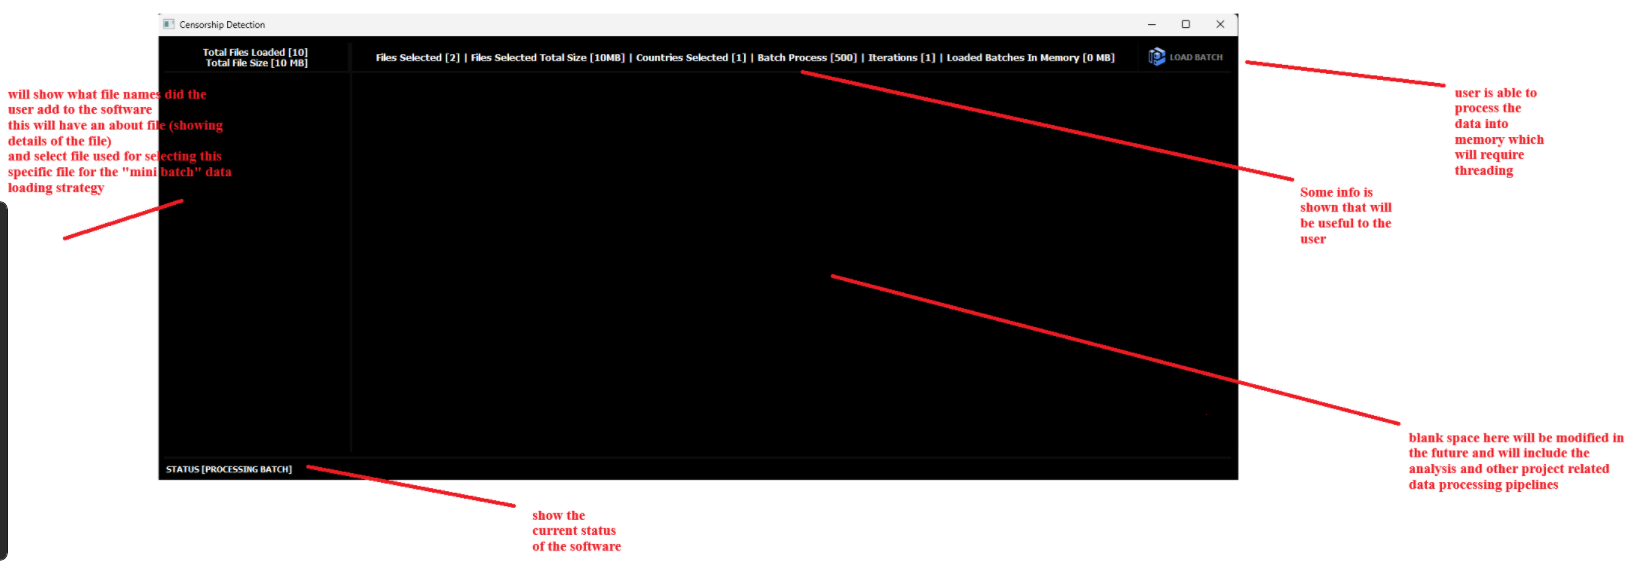 Censorship Detection
Total Files Loaded [10]
Total File Size [10 MB]
Files Selected [2] | Files Selected Total Size [10MB] | Countries Selected [1] | Batch Process [500] | Iterations [1] | Loaded Batches In Memory [0 MB]
LOAD BATCH
will show what file names did the
user add to the software
this will have an about file (showing
details of the file)
and select file used for selecting this
specific file for the "mini batch" data
loading strategy
user is able to
process the
data into
memory which
will require
threading
Some info is
shown that will
be useful to the
user
blank space here will be modified in
the future and will include the
analysis and other project related
data processing pipelines
STATUS [PROCESSING BATCH]
show the
current status
of the software